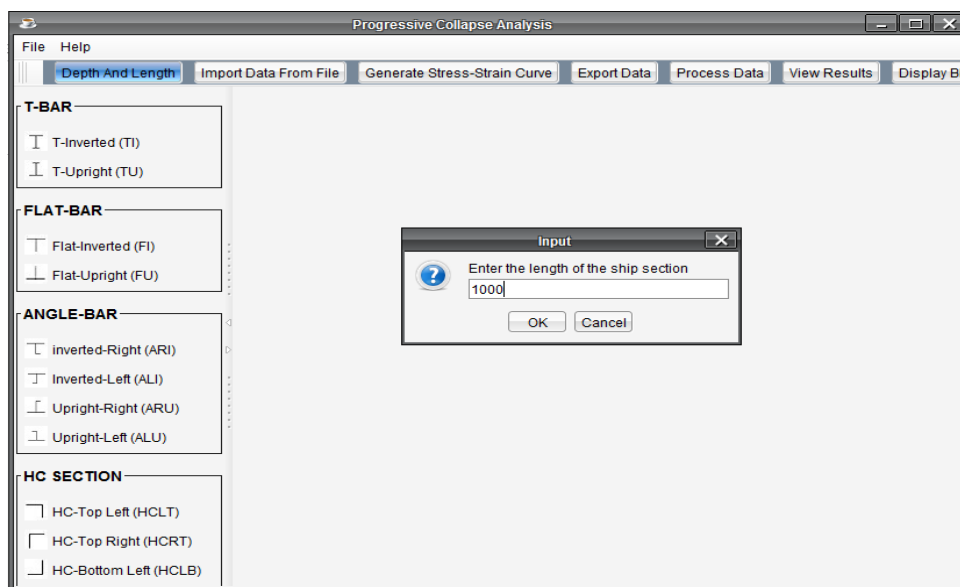 Progressive Collapse Analysis
File Help
Depth And Length Import Data From File Generate Stress-Strain Curve Export Data Process Data View Results Display B
T-BAR
T-Inverted (TI)
T-Upright (TU)
FLAT-BAR
Flat-Inverted (FI)
Flat-Upright (FU)
ANGLE-BAR
inverted-Right (ARI)
Inverted-Left (ALI)
Upright-Right (ARU)
Upright-Left (ALU)
HC SECTION
HC-Top Left (HCLT)
HC-Top Right (HCRT)
HC-Bottom Left (HCLB)
Input
Enter the length of the ship section
1000
OK Cancel